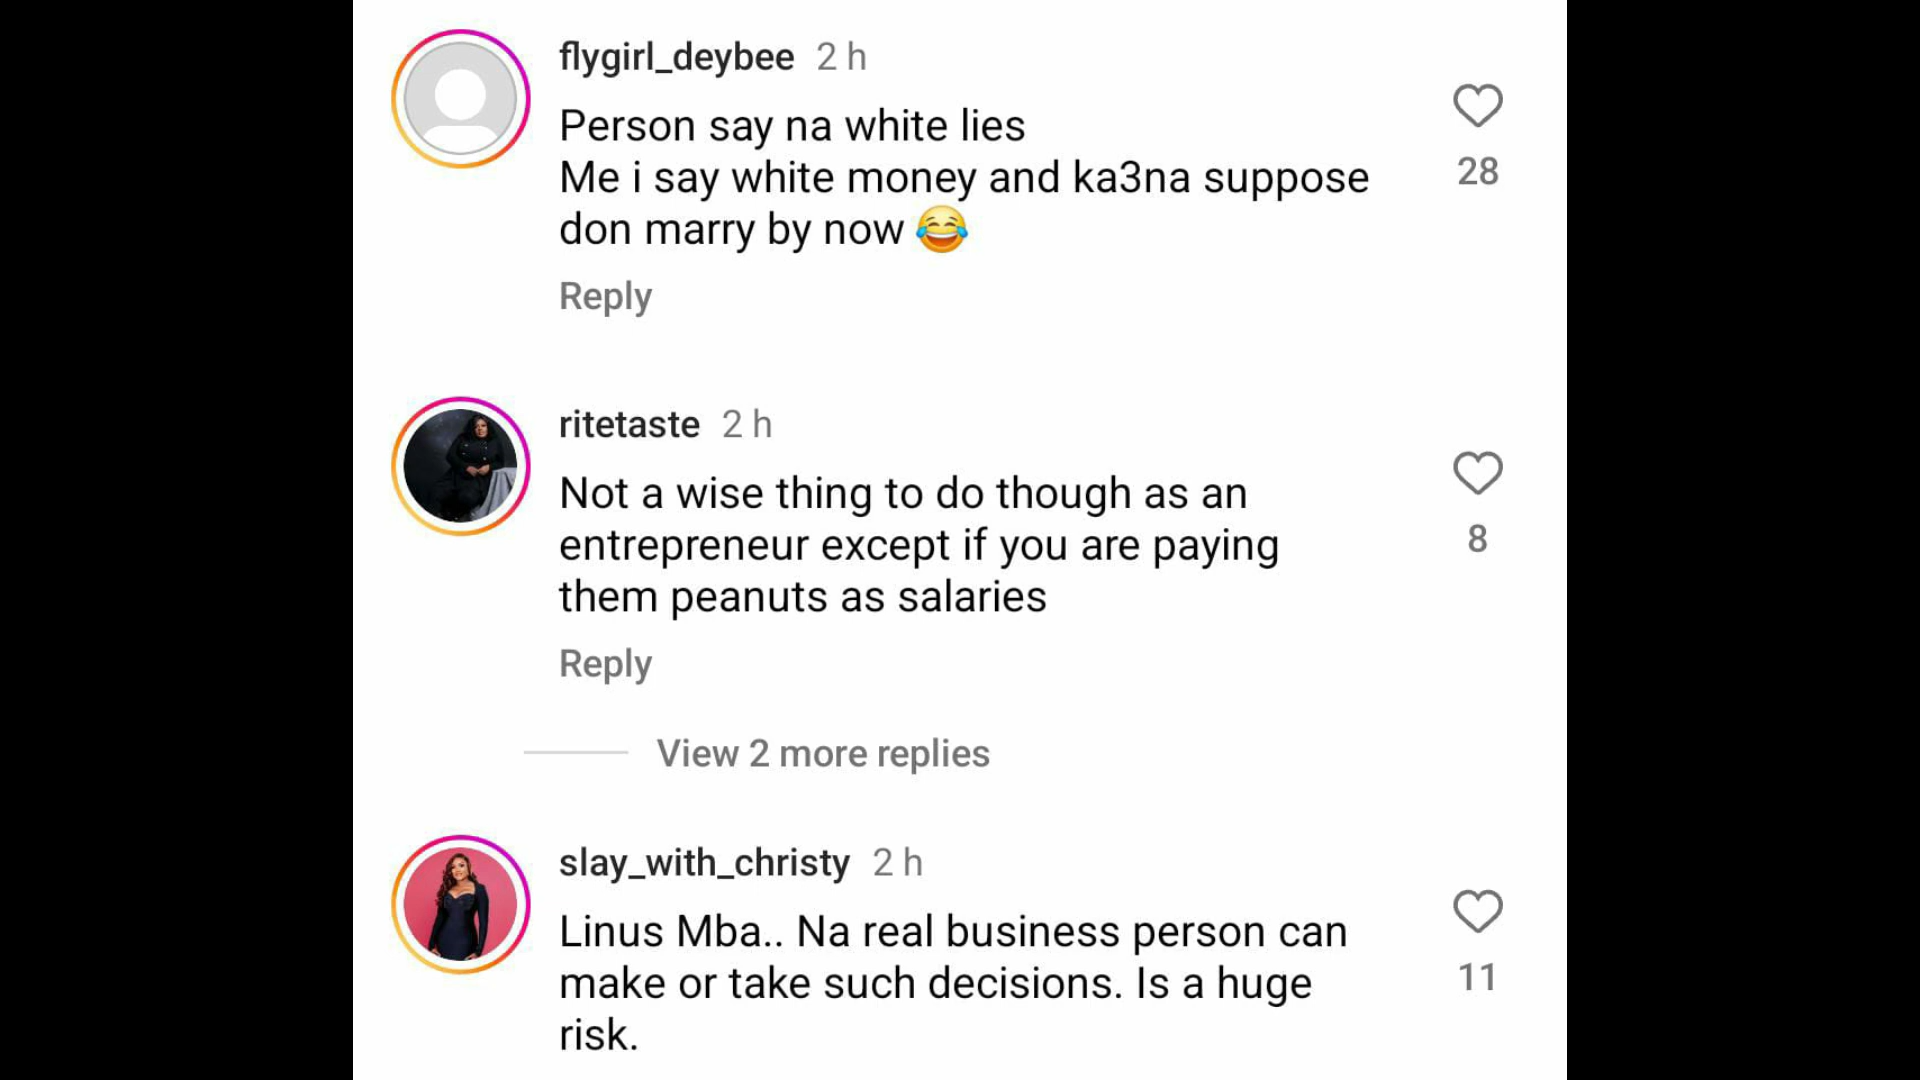 flygirl_deybee 2 h
Person say na white lies
Me i say white money and ka3na suppose
don marry by now 😂
28
Reply
ritetaste 2 h
Not a wise thing to do though as an
entrepreneur except if you are paying
them peanuts as salaries
8
Reply
View 2 more replies
slay_with_christy 2 h
Linus Mba.. Na real business person can
make or take such decisions. Is a huge
risk.
11